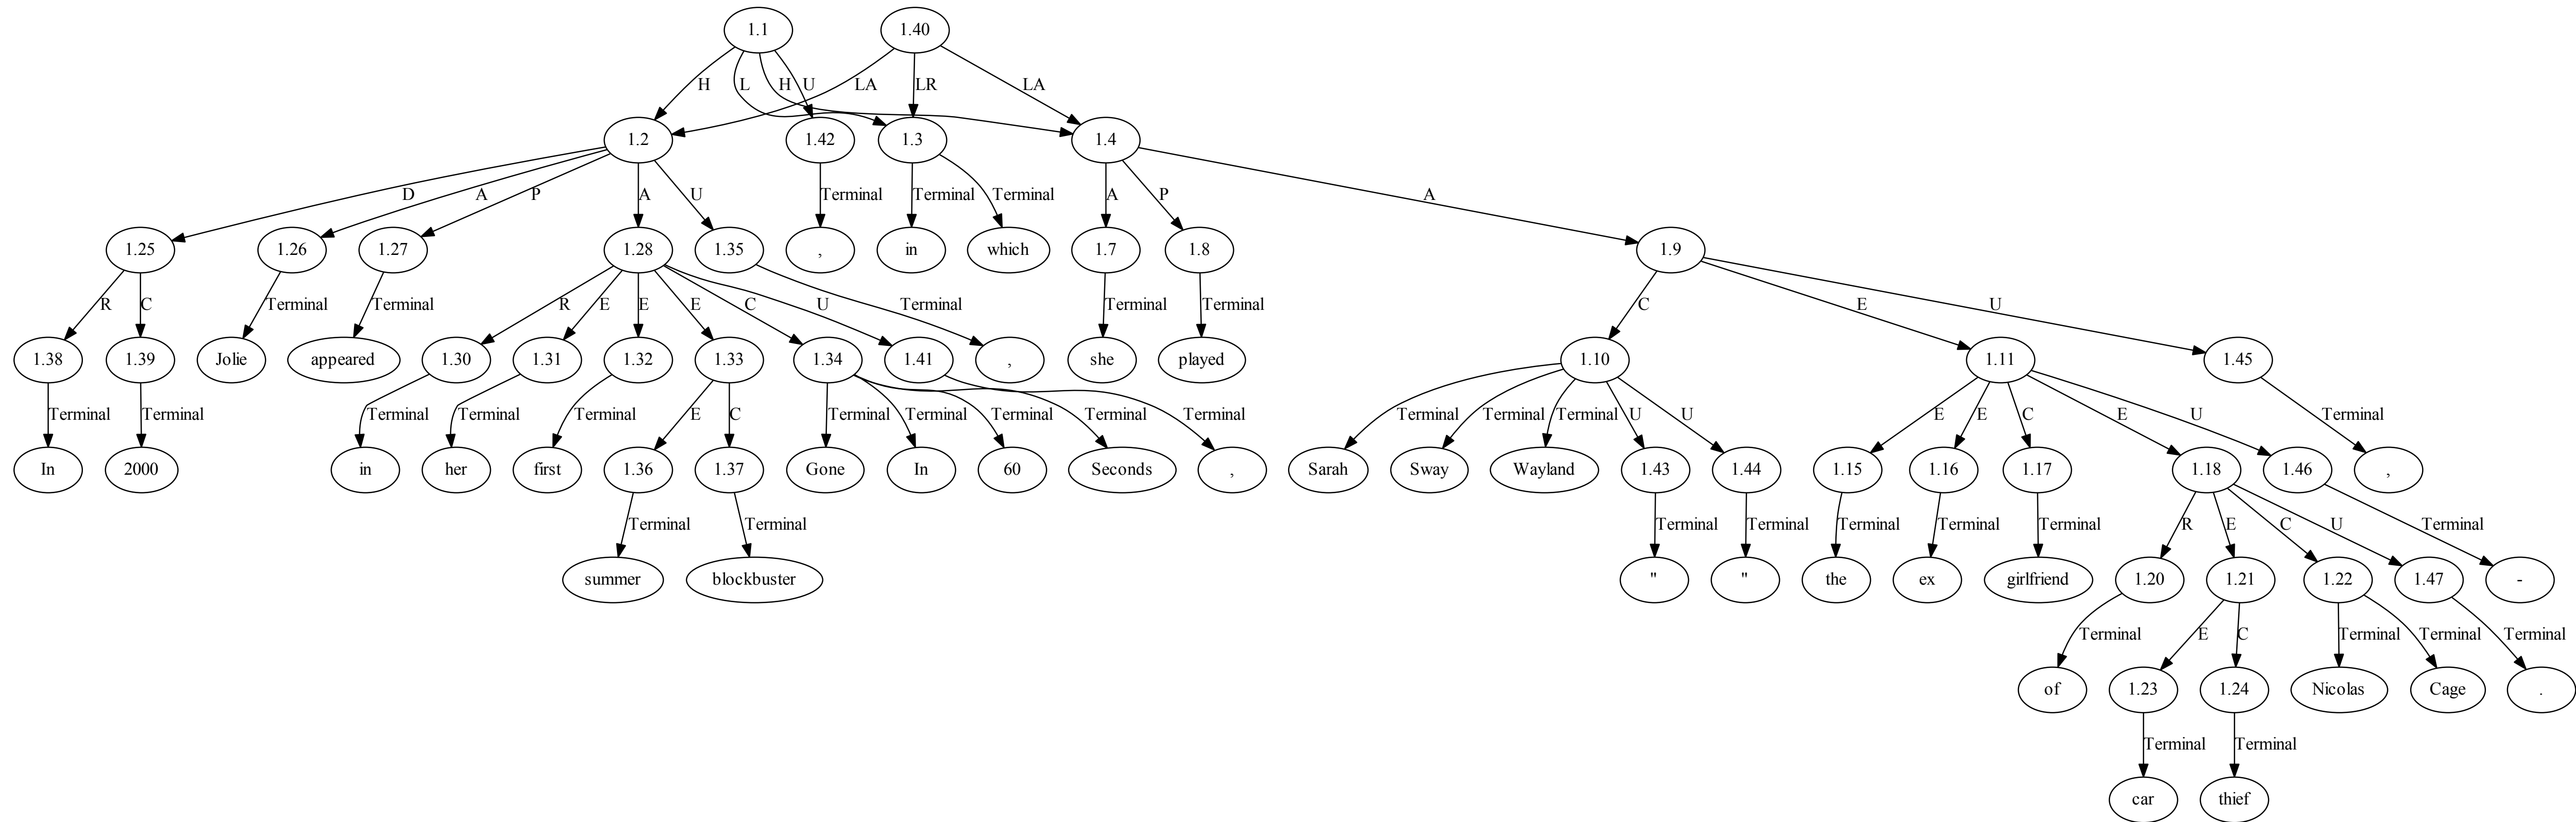 1.1 1.40
H L H U LA LR LA
1.2 1.42 1.3 1.4
D A P A U Terminal Terminal Terminal A P A
1.25 1.26 1.27 1.28 1.35 , in which 1.7 1.8 1.9
R C Terminal Terminal R E E E C U Terminal Terminal Terminal C E U
1.38 1.39 Jolie appeared 1.30 1.31 1.32 1.33 1.34 1.41 , she played 1.10 1.11 1.45
Terminal Terminal Terminal Terminal Terminal E C Terminal Terminal Terminal Terminal Terminal Terminal Terminal Terminal U U E E C E U Terminal
In 2000 in her first 1.36 1.37 Gone In 60 Seconds , Sarah Sway Wayland 1.43 1.44 1.15 1.16 1.17 1.18 1.46 ,
Terminal Terminal Terminal Terminal Terminal Terminal Terminal R E C U Terminal
summer blockbuster " " the ex girlfriend 1.20 1.21 1.22 1.47 -
Terminal E C Terminal Terminal Terminal
of 1.23 1.24 Nicolas Cage .
Terminal Terminal
car thief